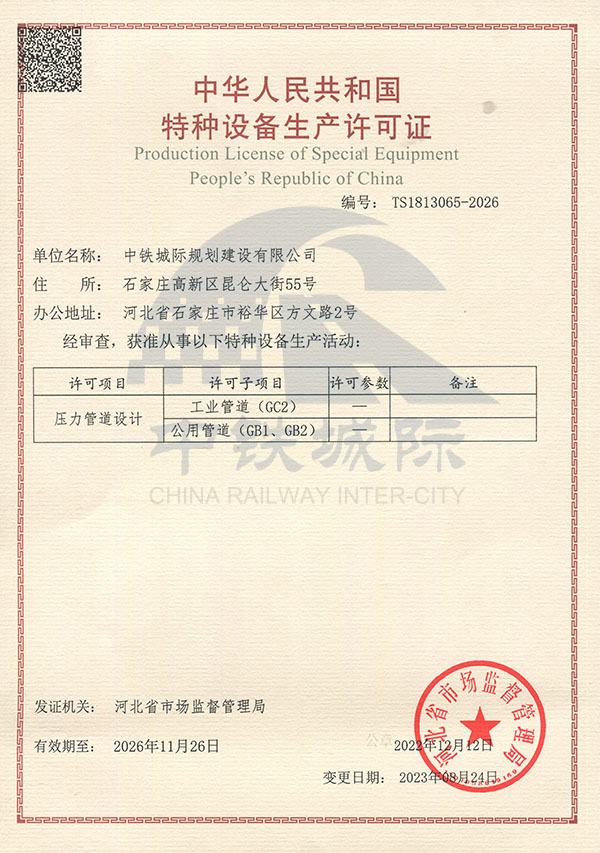 中华人民共和国
特种设备生产许可证
Production License of Special Equipment
People's Republic of China
编号: TS1813065-2026
单位名称: 中铁城际规划建设有限公司
住 所: 石家庄高新区昆仑大街55号
办公地址: 河北省石家庄市裕华区方文路2号
经审查,获准从事以下特种设备生产活动:
许可项目 许可子项目 许可参数 备注
压力管道设计 工业管道(GC2) —
公用管道(GB1、GB2) —
中铁城际
CHINA RAILWAY INTER-CITY
发证机关: 河北省市场监督管理局
有效期至: 2026年11月26日
公章
2022年12月12日
变更日期: 2023年08月24日
河北省市场监督管理局